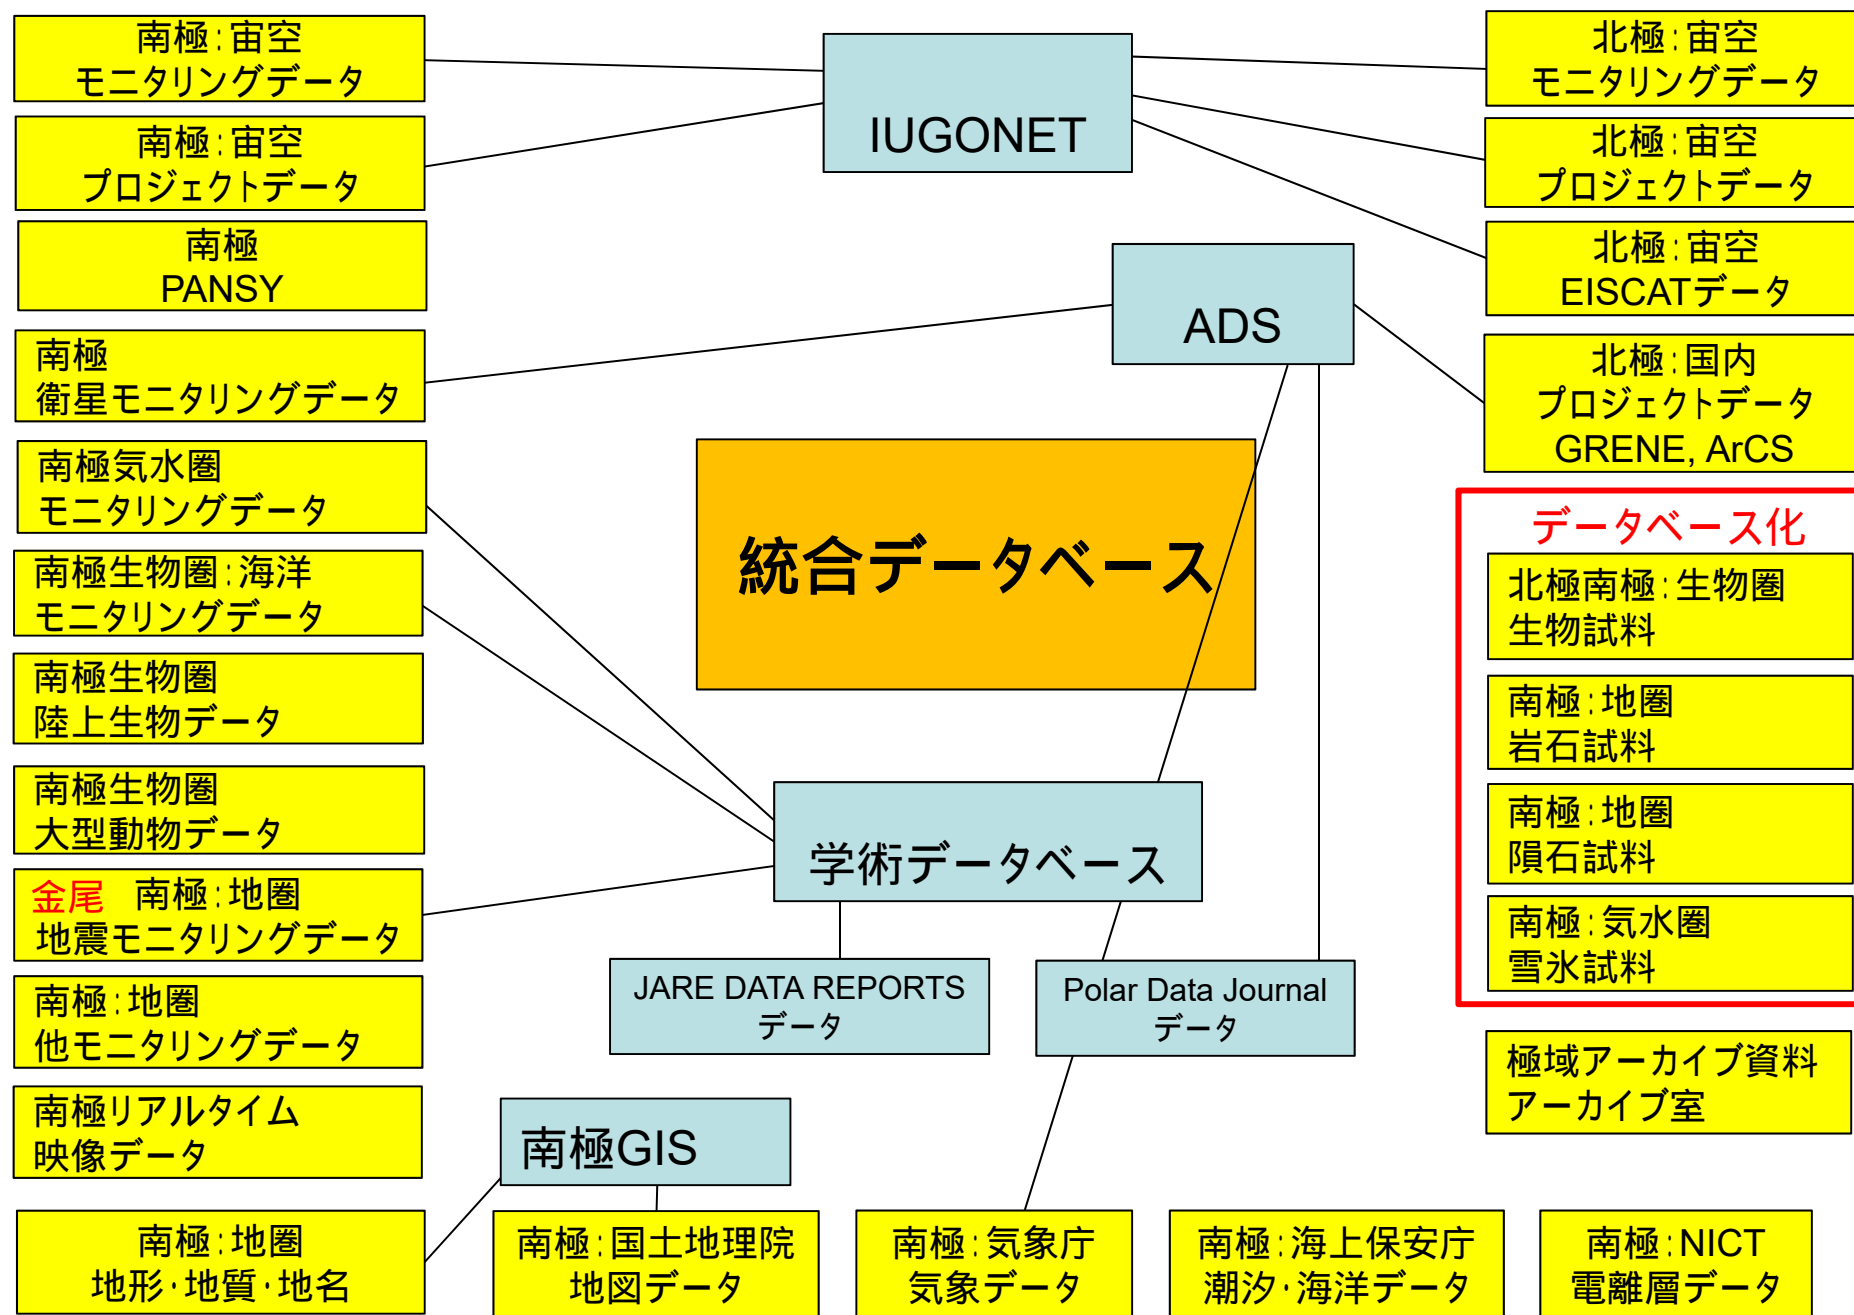 南極:宙空
モニタリングデータ
南極:宙空
プロジェクトデータ
南極
PANSY
南極
衛星モニタリングデータ
南極気水圏
モニタリングデータ
南極生物圏:海洋
モニタリングデータ
南極生物圏
陸上生物データ
南極生物圏
大型動物データ
金尾 南極:地圏
地震モニタリングデータ
南極:地圏
他モニタリングデータ
南極リアルタイム
映像データ
南極:地圏
地形・地質・地名
IUGONET
ADS
統合データベース
学術データベース
JARE DATA REPORTS
データ
Polar Data Journal
データ
南極GIS
南極:国土地理院
地図データ
南極:気象庁
気象データ
南極:海上保安庁
潮汐・海洋データ
南極:NICT
電離層データ
北極:宙空
モニタリングデータ
北極:宙空
プロジェクトデータ
北極:宙空
EISCATデータ
北極:国内
プロジェクトデータ
GRENE, ArCS
データベース化
北極南極:生物圏
生物試料
南極:地圏
岩石試料
南極:地圏
隕石試料
南極:気水圏
雪氷試料
極域アーカイブ資料
アーカイブ室